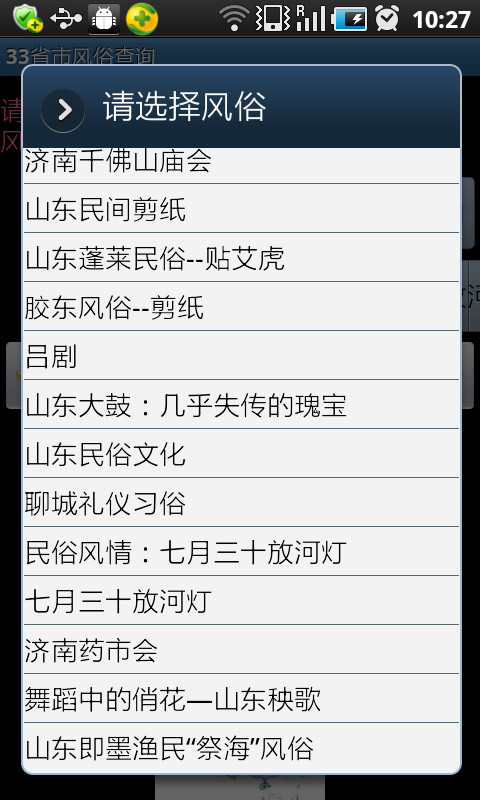 10:27
33省市风俗查询
请
风
请选择风俗
济南千佛山庙会
山东民间剪纸
山东蓬莱民俗--贴艾虎
胶东风俗--剪纸
吕剧
山东大鼓：几乎失传的瑰宝
山东民俗文化
聊城礼仪习俗
民俗风情：七月三十放河灯
七月三十放河灯
济南药市会
舞蹈中的俏花—山东秧歌
山东即墨渔民“祭海”风俗